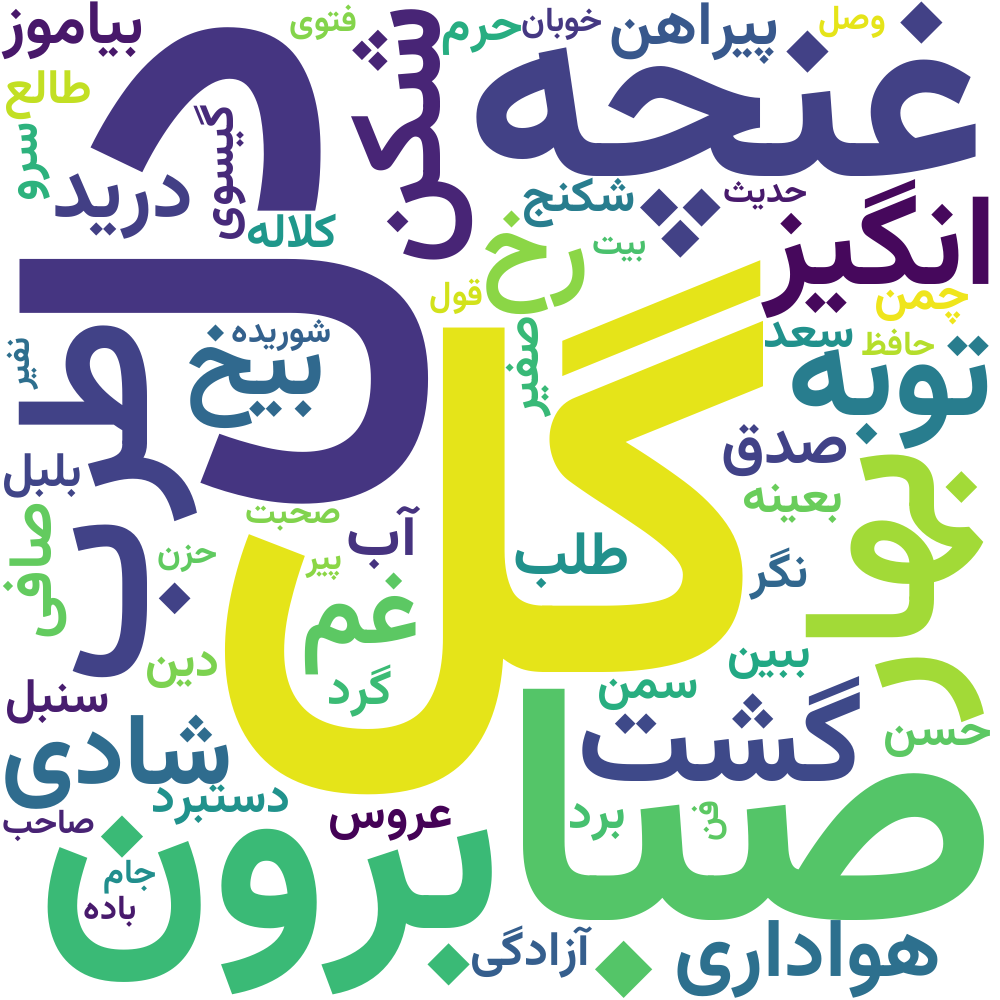 بیاموز
فتوی
شکن
حرم
خوبان
پیراهن
وصل
غنچه
طالع
دل
سرو
گیسوی
درید
کلاله
شکنج
حدیث
انگیز
رخ
بیت
قول
چمن
نفیر
شوریده
بیخ
طرب
صفیر
سعد
حافظ
توبه
گل
بلبل
صدق
بهار
بعینه
صافی
صحبت
آب
حزن
پیر
طلب
نگر
غم
دین
گرد
ببین
سمن
سنبل
گشت
حسن
شادی
دستبرد
صبا
صاحب
عروس
برد
فن
برون
جام
باده
آزادگی
هواداری